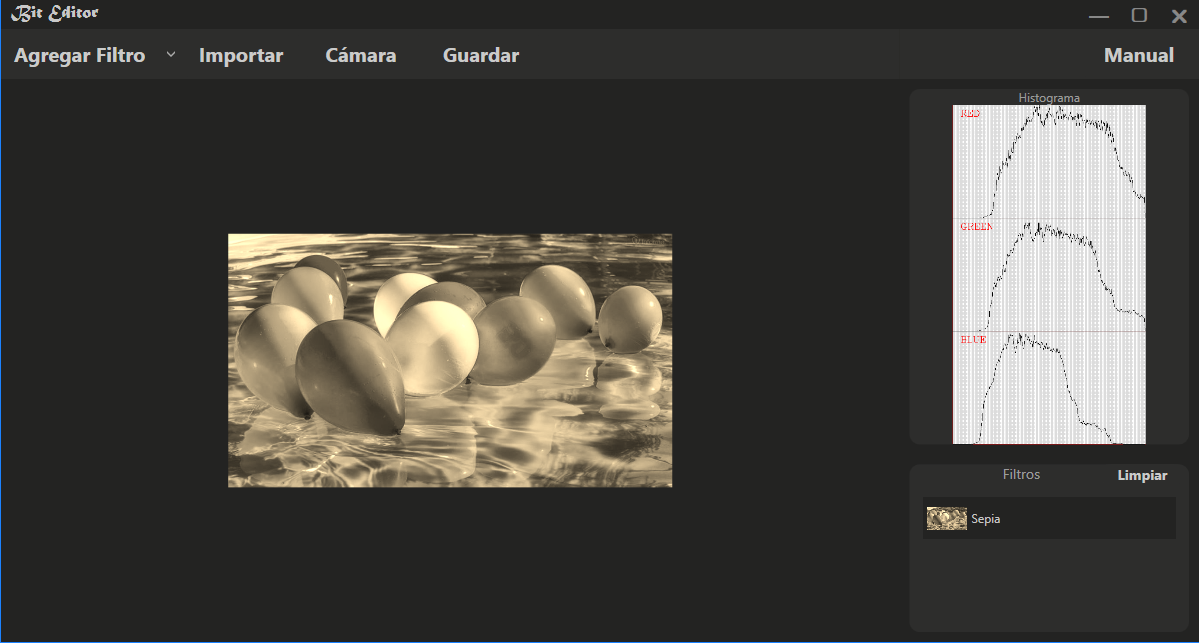 Bit Editor
Agregar Filtro Importar Cámara Guardar Manual
Histograma
RED
GREEN
BLUE
Filtros Limpiar
Sepia